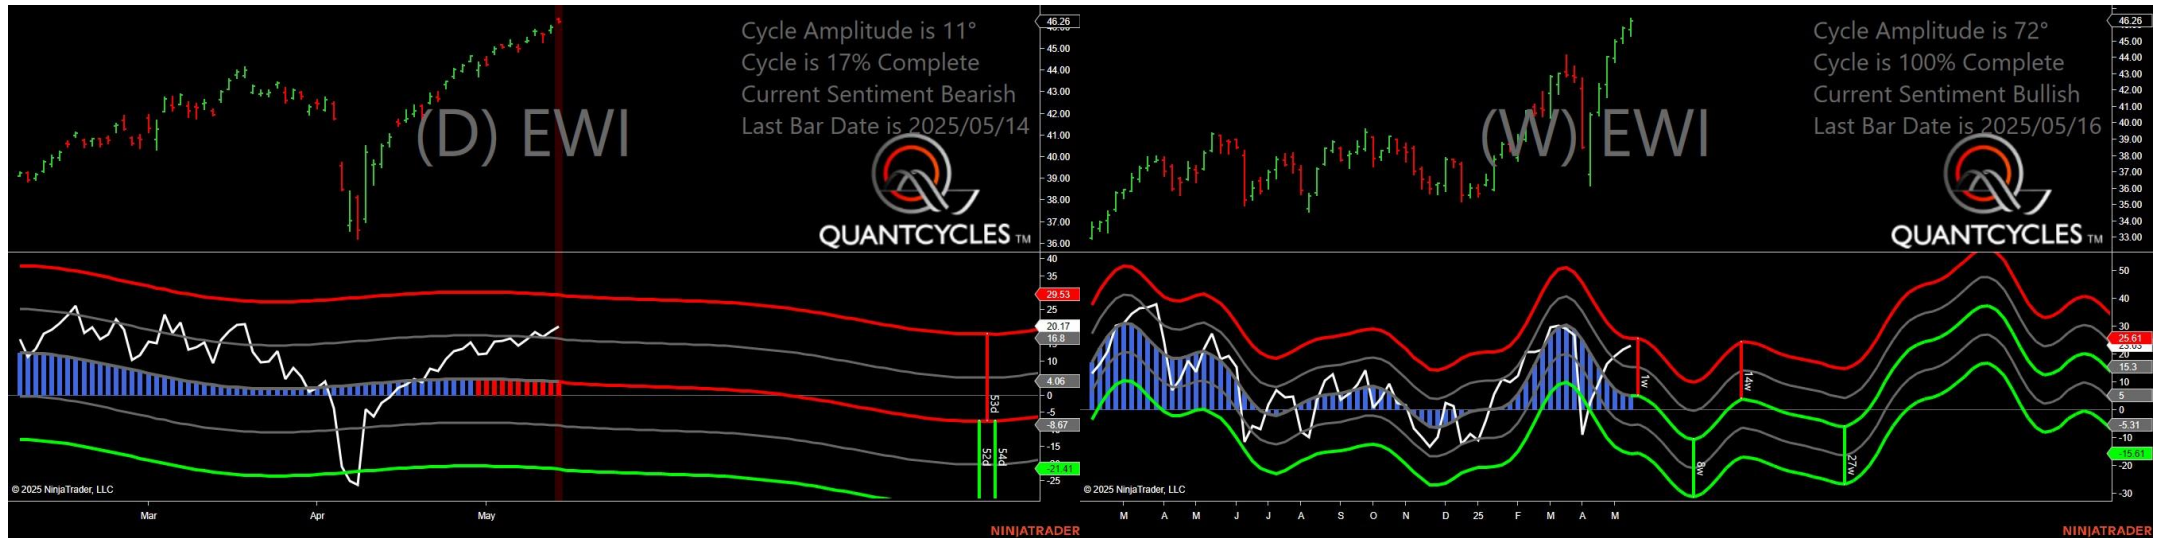 Cycle Amplitude is 11°
Cycle is 17% Complete
Current Sentiment Bearish
Last Bar Date is 2025/05/14
(D) EWI
QUANTCYCLES TM
46.26
45.00
44.00
43.00
42.00
41.00
40.00
39.00
38.00
37.00
36.00
40
35
29.53
25
20.17
16.8
10
4.06
0
-5
-8.67
-15
-21.41
-25
53d
52d
54d
© 2025 NinjaTrader, LLC
Mar
Apr
May
NINJATRADER
Cycle Amplitude is 72°
Cycle is 100% Complete
Current Sentiment Bullish
Last Bar Date is 2025/05/16
(W) EWI
QUANTCYCLES TM
46.26
45.00
44.00
43.00
42.00
41.00
40.00
39.00
38.00
37.00
36.00
35.00
34.00
33.00
50
40
30
25.61
20
15.3
10
5
0
-5.31
-10
-15.61
-20
-30
1w
14w
8w
27w
© 2025 NinjaTrader, LLC
M A M J J A S O N D 25 F M A M
NINJATRADER